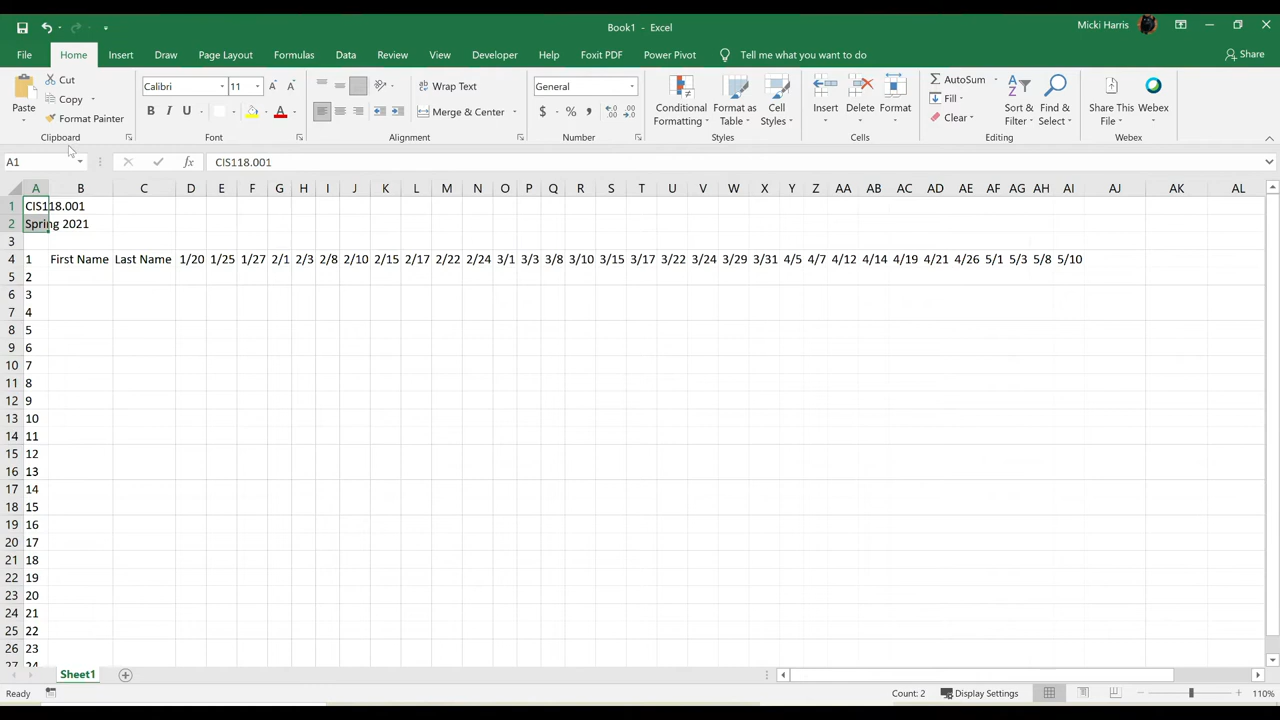 Book1 - Excel
Micki Harris
File Home Insert Draw Page Layout Formulas Data Review View Developer Help Foxit PDF Power Pivot Tell me what you want to do Share
Paste
Cut
Copy
Format Painter
Clipboard
Calibri 11
B I U A A A
Font
ab Wrap Text
Merge & Center
Alignment
General
$ % ,
Number
Conditional Formatting
Format as Table
Cell Styles
Styles
Insert
Delete
Format
Cells
AutoSum
Fill
Clear
Sort & Filter
Find & Select
Editing
Share This File
Webex
Webex
A1 fx CIS118.001
A B C D E F G H I J K L M N O P Q R S T U V W X Y Z AA AB AC AD AE AF AG AH AI AJ AK AL
1 CIS118.001
2 Spring 2021
3
4 1 First Name Last Name 1/20 1/25 1/27 2/1 2/3 2/8 2/10 2/15 2/17 2/22 2/24 3/1 3/3 3/8 3/10 3/15 3/17 3/22 3/24 3/29 3/31 4/5 4/7 4/12 4/14 4/19 4/21 4/26 5/1 5/3 5/8 5/10
5 2
6 3
7 4
8 5
9 6
10 7
11 8
12 9
13 10
14 11
15 12
16 13
17 14
18 15
19 16
20 17
21 18
22 19
23 20
24 21
25 22
26 23
27 24
Sheet1
Ready Count: 2 Display Settings 110%